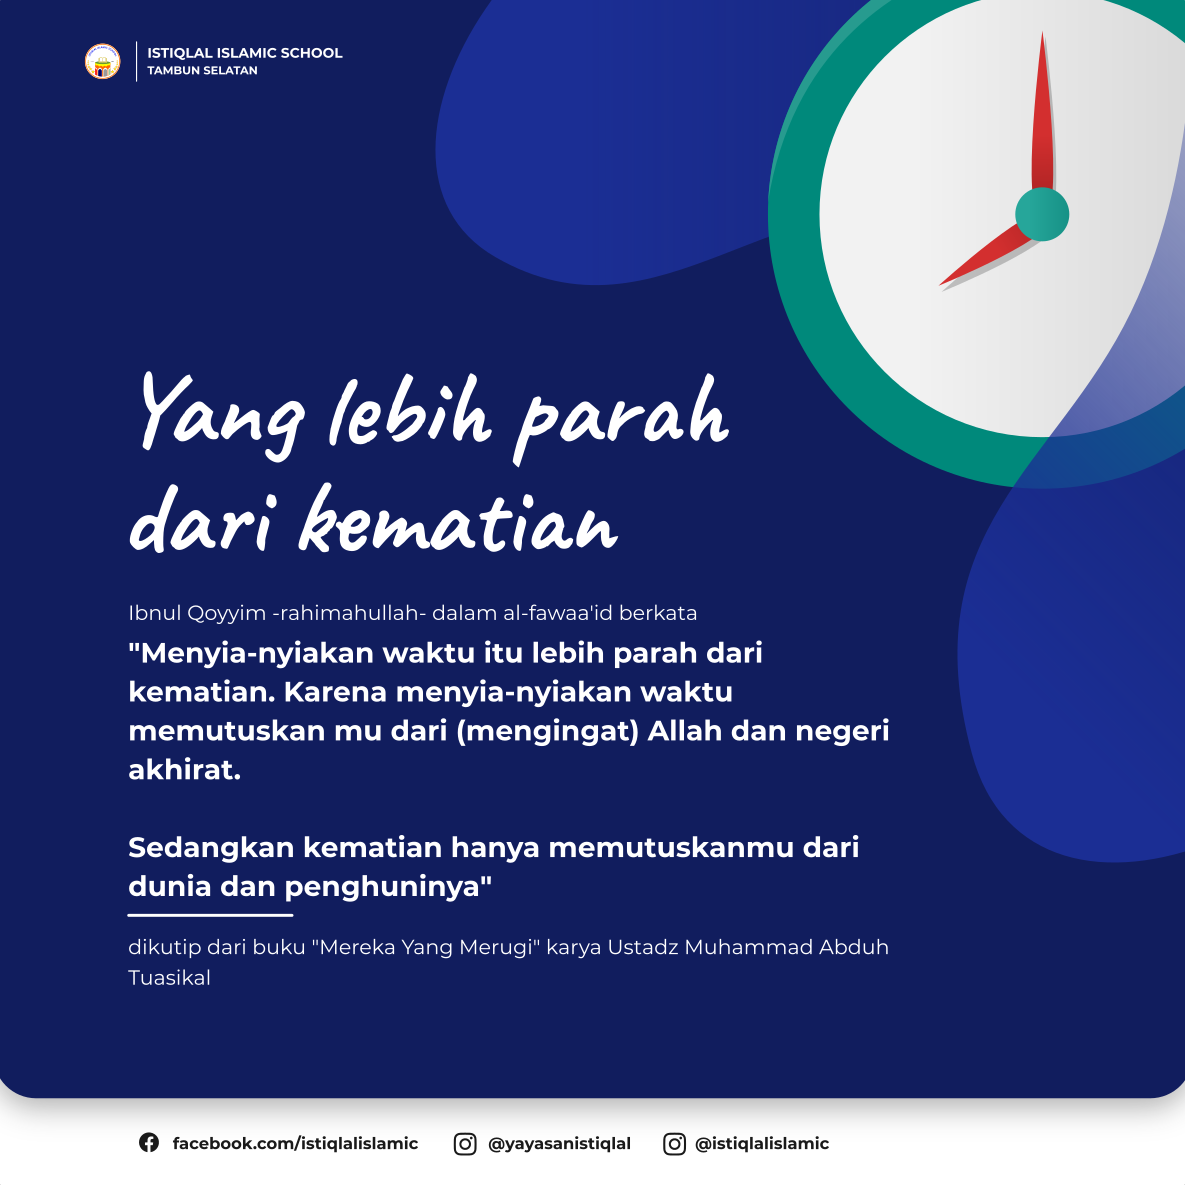 ISTIQLAL ISLAMIC SCHOOL
TAMBUN SELATAN
Yang lebih parah
dari kematian
Ibnul Qoyyim -rahimahullah- dalam al-fawaa'id berkata
"Menyia-nyiakan waktu itu lebih parah dari
kematian. Karena menyia-nyiakan waktu
memutuskan mu dari (mengingat) Allah dan negeri
akhirat.
Sedangkan kematian hanya memutuskanmu dari
dunia dan penghuninya"
dikutip dari buku "Mereka Yang Merugi" karya Ustadz Muhammad Abduh
Tuasikal
facebook.com/istiqlalislamic @yayasanistiqlal @istiqlalislamic